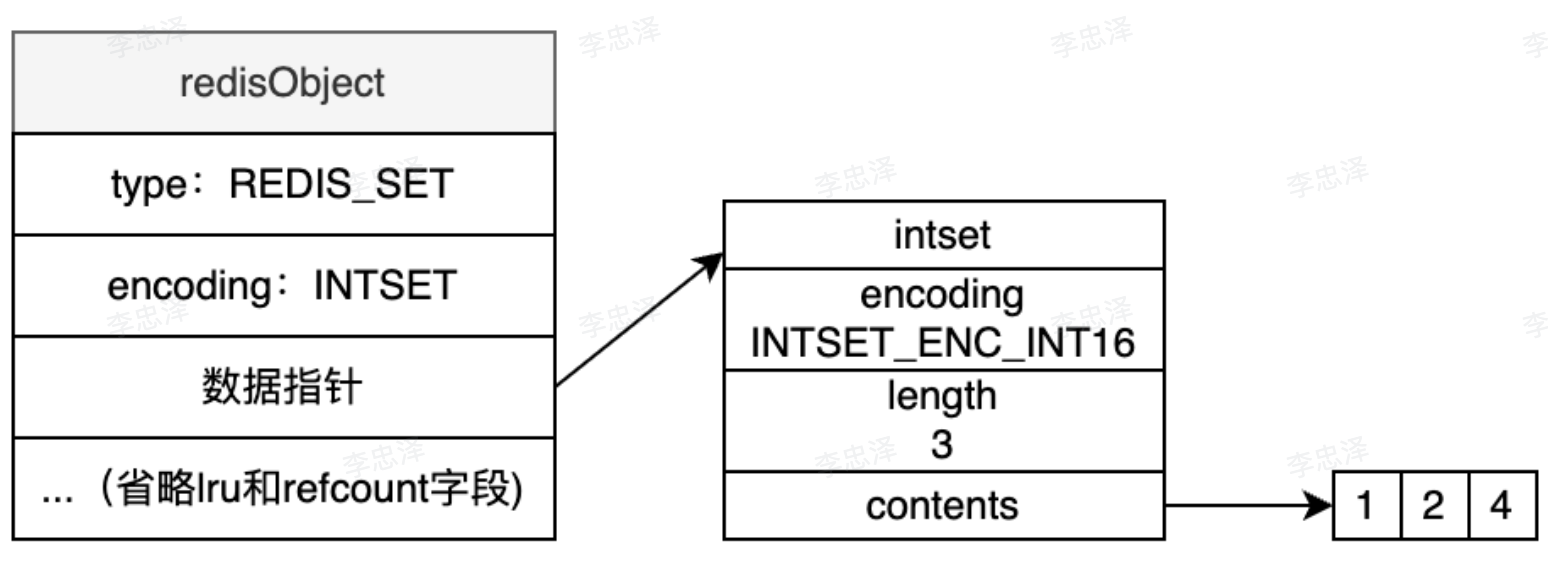 redisObject
type：REDIS_SET
encoding：INTSET
数据指针
...（省略lru和refcount字段)
intset
encoding
INTSET_ENC_INT16
length
3
contents
1 2 4
李忠泽
李忠泽
李忠泽
李
李忠泽
李忠泽
李忠泽
李忠泽
李忠泽
李忠泽
李
李忠泽
李忠泽
李忠泽